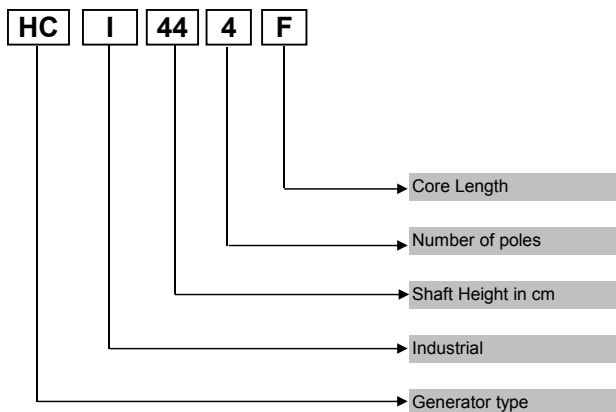 HC I 44 4 F
Core Length
Number of poles
Shaft Height in cm
Industrial
Generator type